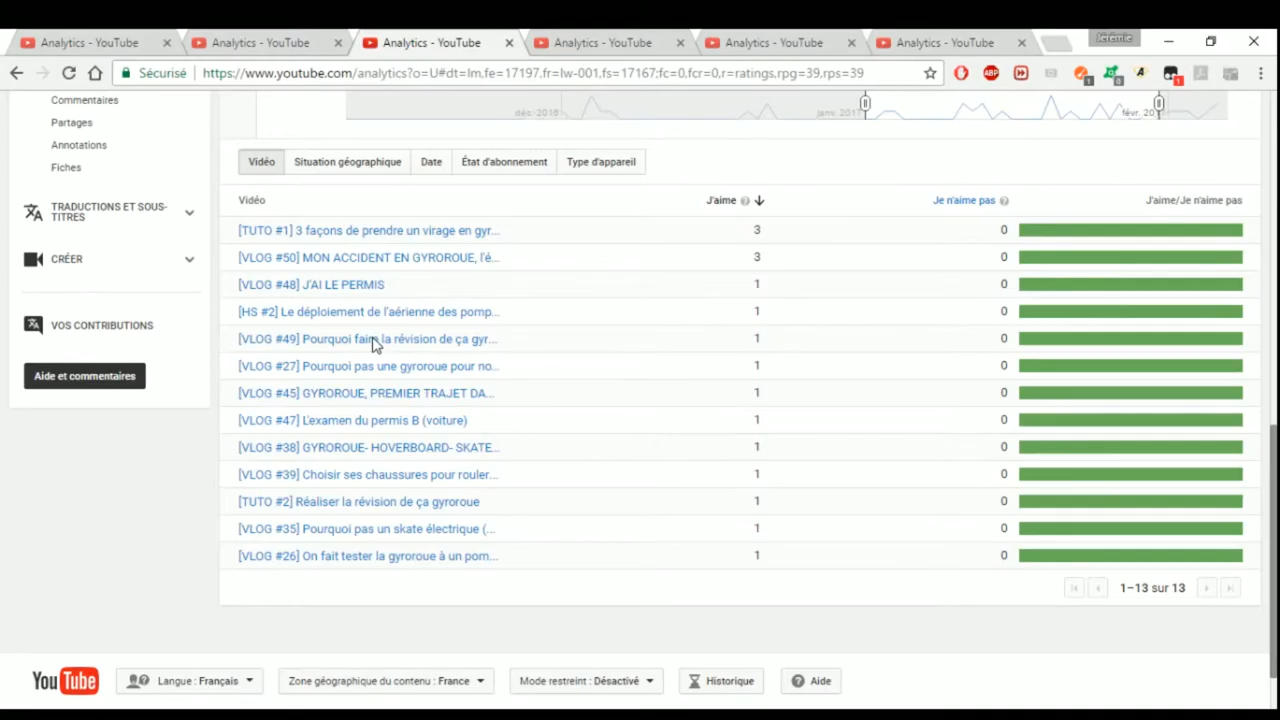 Analytics - YouTube
Analytics - YouTube
Analytics - YouTube
Analytics - YouTube
Analytics - YouTube
Analytics - YouTube
Jérémie
Sécurisé
https://www.youtube.com/analytics?o=U#dt=lm,fe=17197,fr=lw-001,fs=17167;fc=0,fcr=0,r=ratings,rpg=39,rps=39
ABP
1
0
A
1
Commentaires
Partages
Annotations
Fiches
TRADUCTIONS ET SOUS-
TITRES
CRÉER
VOS CONTRIBUTIONS
Aide et commentaires
déc. 2016
janv. 2017
févr. 20
Vidéo
Situation géographique
Date
État d'abonnement
Type d'appareil
Vidéo J'aime Je n'aime pas J'aime/Je n'aime pas
[TUTO #1] 3 façons de prendre un virage en gyr... 3 0
[VLOG #50] MON ACCIDENT EN GYROROUE, l'é... 3 0
[VLOG #48] J'AI LE PERMIS 1 0
[HS #2] Le déploiement de l'aérienne des pomp... 1 0
[VLOG #49] Pourquoi faire la révision de ça gyr... 1 0
[VLOG #27] Pourquoi pas une gyroroue pour no... 1 0
[VLOG #45] GYROROUE, PREMIER TRAJET DA... 1 0
[VLOG #47] L'examen du permis B (voiture) 1 0
[VLOG #38] GYROROUE- HOVERBOARD- SKATE... 1 0
[VLOG #39] Choisir ses chaussures pour rouler... 1 0
[TUTO #2] Réaliser la révision de ça gyroroue 1 0
[VLOG #35] Pourquoi pas un skate électrique (... 1 0
[VLOG #26] On fait tester la gyroroue à un pom... 1 0
1–13 sur 13
YouTube
Langue : Français
Zone géographique du contenu : France
Mode restreint : Désactivé
Historique
Aide